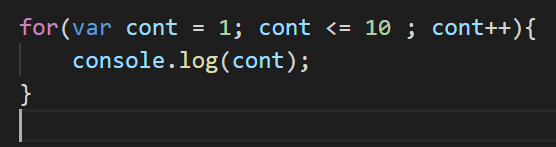 for(var cont = 1; cont <= 10 ; cont++){
    console.log(cont);
}